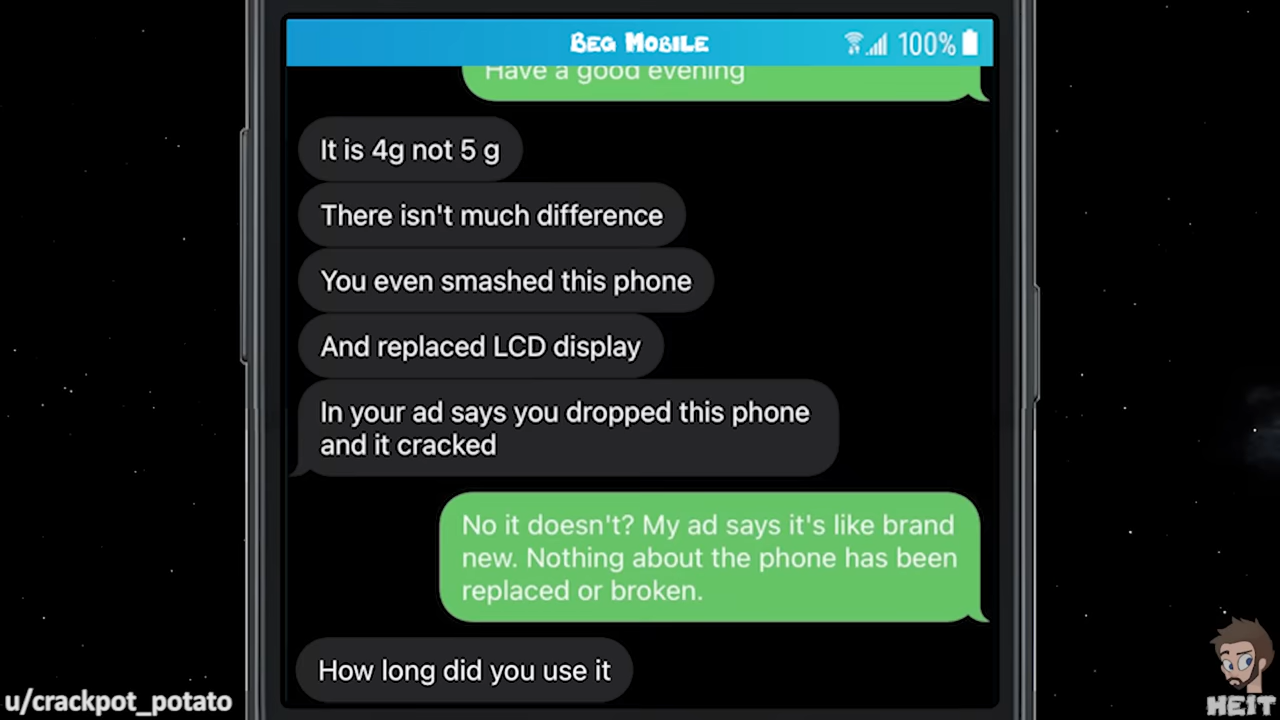 Beg Mobile
100%
Have a good evening
It is 4g not 5 g
There isn't much difference
You even smashed this phone
And replaced LCD display
In your ad says you dropped this phone
and it cracked
No it doesn't? My ad says it's like brand
new. Nothing about the phone has been
replaced or broken.
How long did you use it
u/crackpot_potato
HEIT